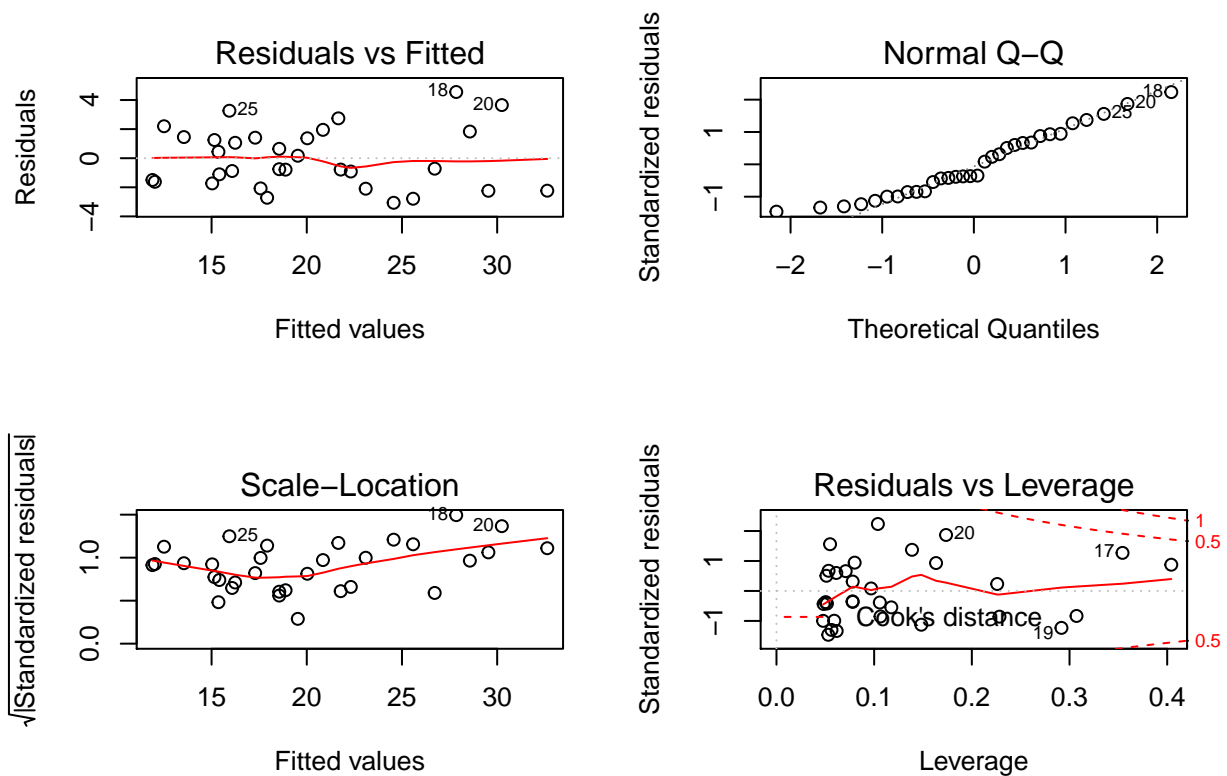 Residuals vs Fitted
4
0
−4
Residuals
18
20
25
15 20 25 30
Fitted values
Normal Q−Q
1
−1
Standardized residuals
18
20
25
−2 −1 0 1 2
Theoretical Quantiles
Scale−Location
1.0
0.0
√|Standardized residuals|
18
20
25
15 20 25 30
Fitted values
Residuals vs Leverage
1
−1
Standardized residuals
20
17
19
Cook's distance
1
0.5
0.5
0.0 0.1 0.2 0.3 0.4
Leverage